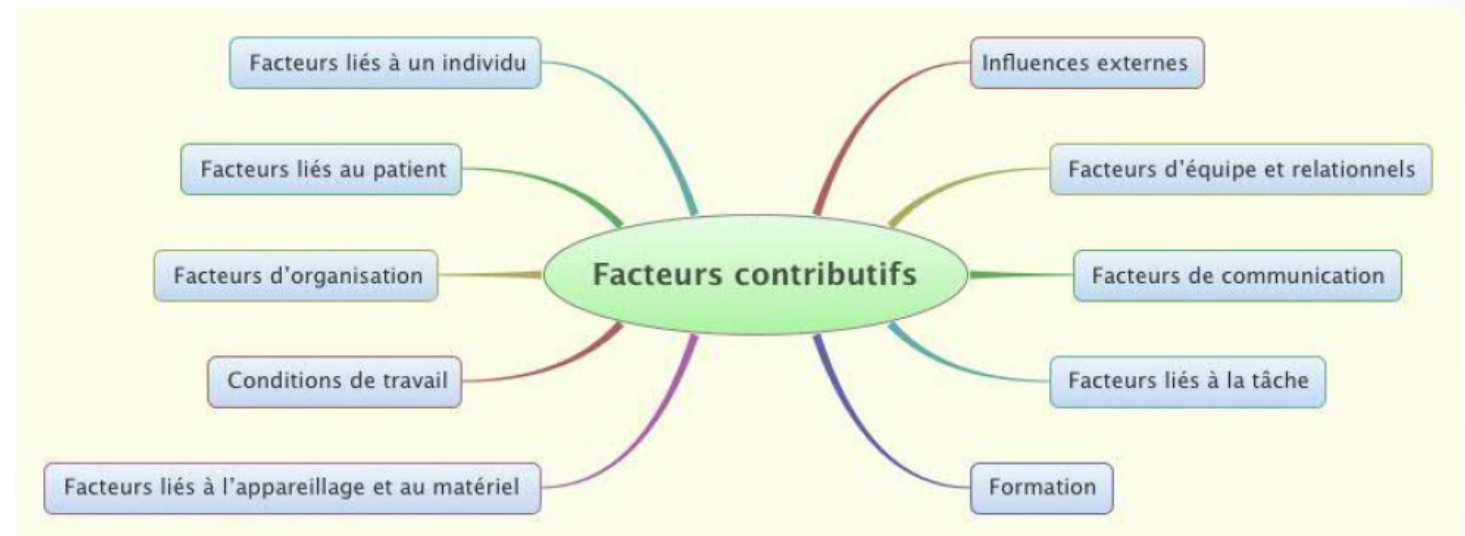 Facteurs liés à un individu
Influences externes
Facteurs liés au patient
Facteurs d’équipe et relationnels
Facteurs d’organisation
Facteurs contributifs
Facteurs de communication
Conditions de travail
Facteurs liés à la tâche
Facteurs liés à l’appareillage et au matériel
Formation